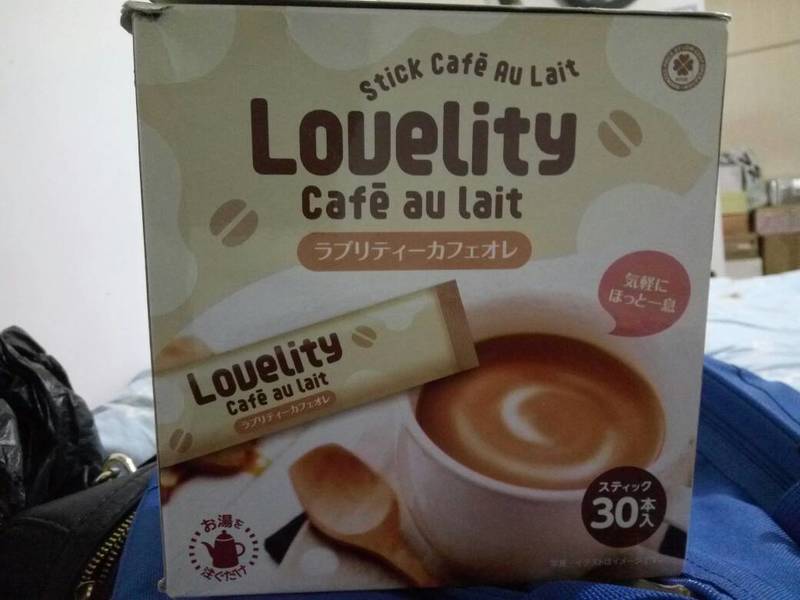 Stick Café Au Lait
Lovelity
Café au lait
ラブリティーカフェオレ
気軽に
ほっと一息
Lovelity
Café au lait
ラブリティーカフェオレ
スティック
30本入
お湯を
注ぐだけ